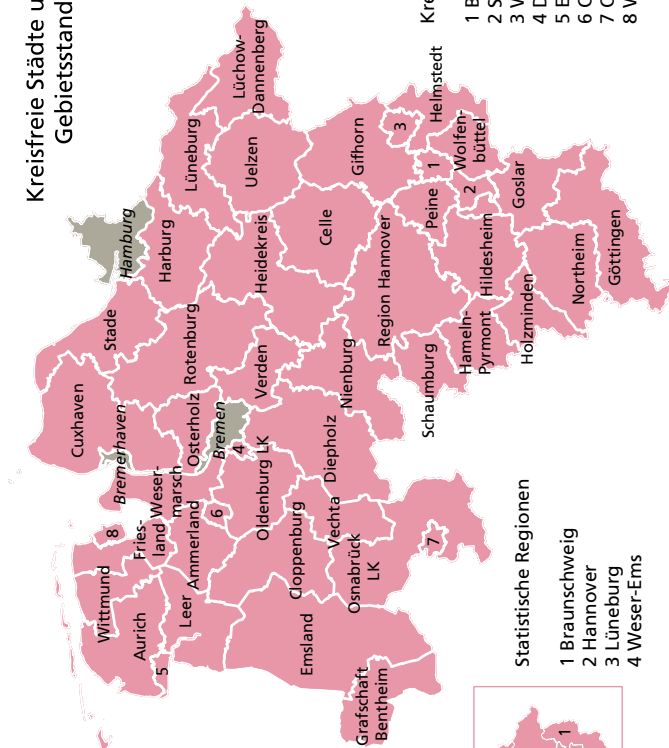 Kreisfreie Städte u
Gebietsstand
Kre
1 B
2 S
3 W
4 D
5 E
6 O
7 O
8 W
Cuxhaven
Stade
Hamburg
Bremerhaven
Harburg
Lüneburg
Lüchow-
Dannenberg
Wittmund
8
Fries-
land
Weser-
marsch
Osterholz
Rotenburg
Heidekreis
Uelzen
Aurich
5
Leer
Ammerland
6
Bremen
4
Oldenburg LK
Verden
Celle
Gifhorn
Emsland
Cloppenburg
Vechta
Diepholz
Nienburg
Region Hannover
Peine
1
3
Helmstedt
Wolfen-
büttel
2
Grafschaft
Bentheim
Osnabrück
LK
7
Schaumburg
Hameln-
Pyrmont
Hildesheim
Goslar
Holzminden
Northeim
Göttingen
Statistische Regionen
1 Braunschweig
2 Hannover
3 Lüneburg
4 Weser-Ems
1